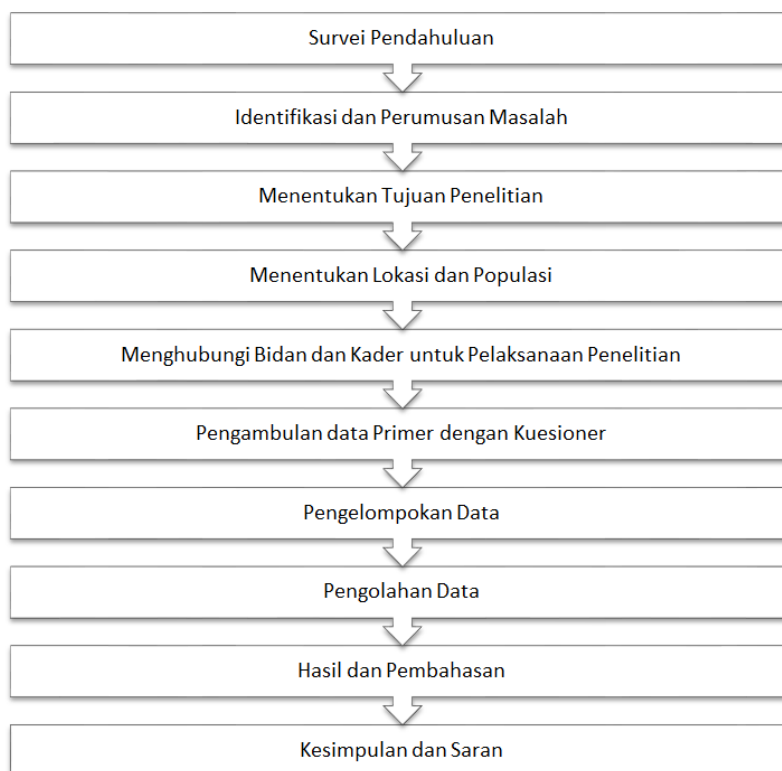 Survei Pendahuluan
Identifikasi dan Perumusan Masalah
Menentukan Tujuan Penelitian
Menentukan Lokasi dan Populasi
Menghubungi Bidan dan Kader untuk Pelaksanaan Penelitian
Pengambulan data Primer dengan Kuesioner
Pengelompokan Data
Pengolahan Data
Hasil dan Pembahasan
Kesimpulan dan Saran